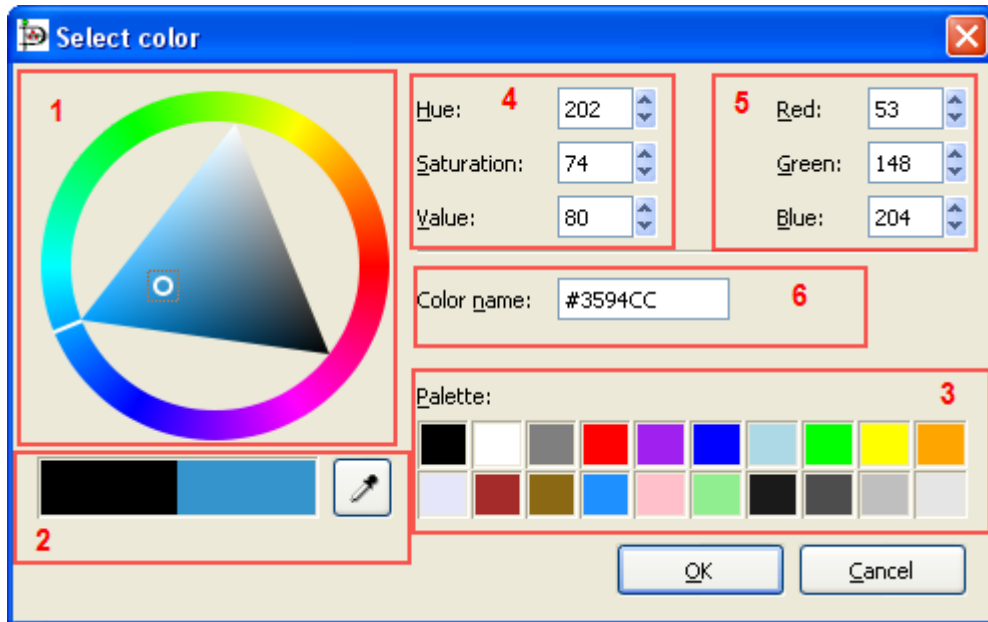 Select color
1
Hue: 202
4
Saturation: 74
Value: 80
5
Red: 53
Green: 148
Blue: 204
Color name: #3594CC
6
Palette:
3
2
OK
Cancel